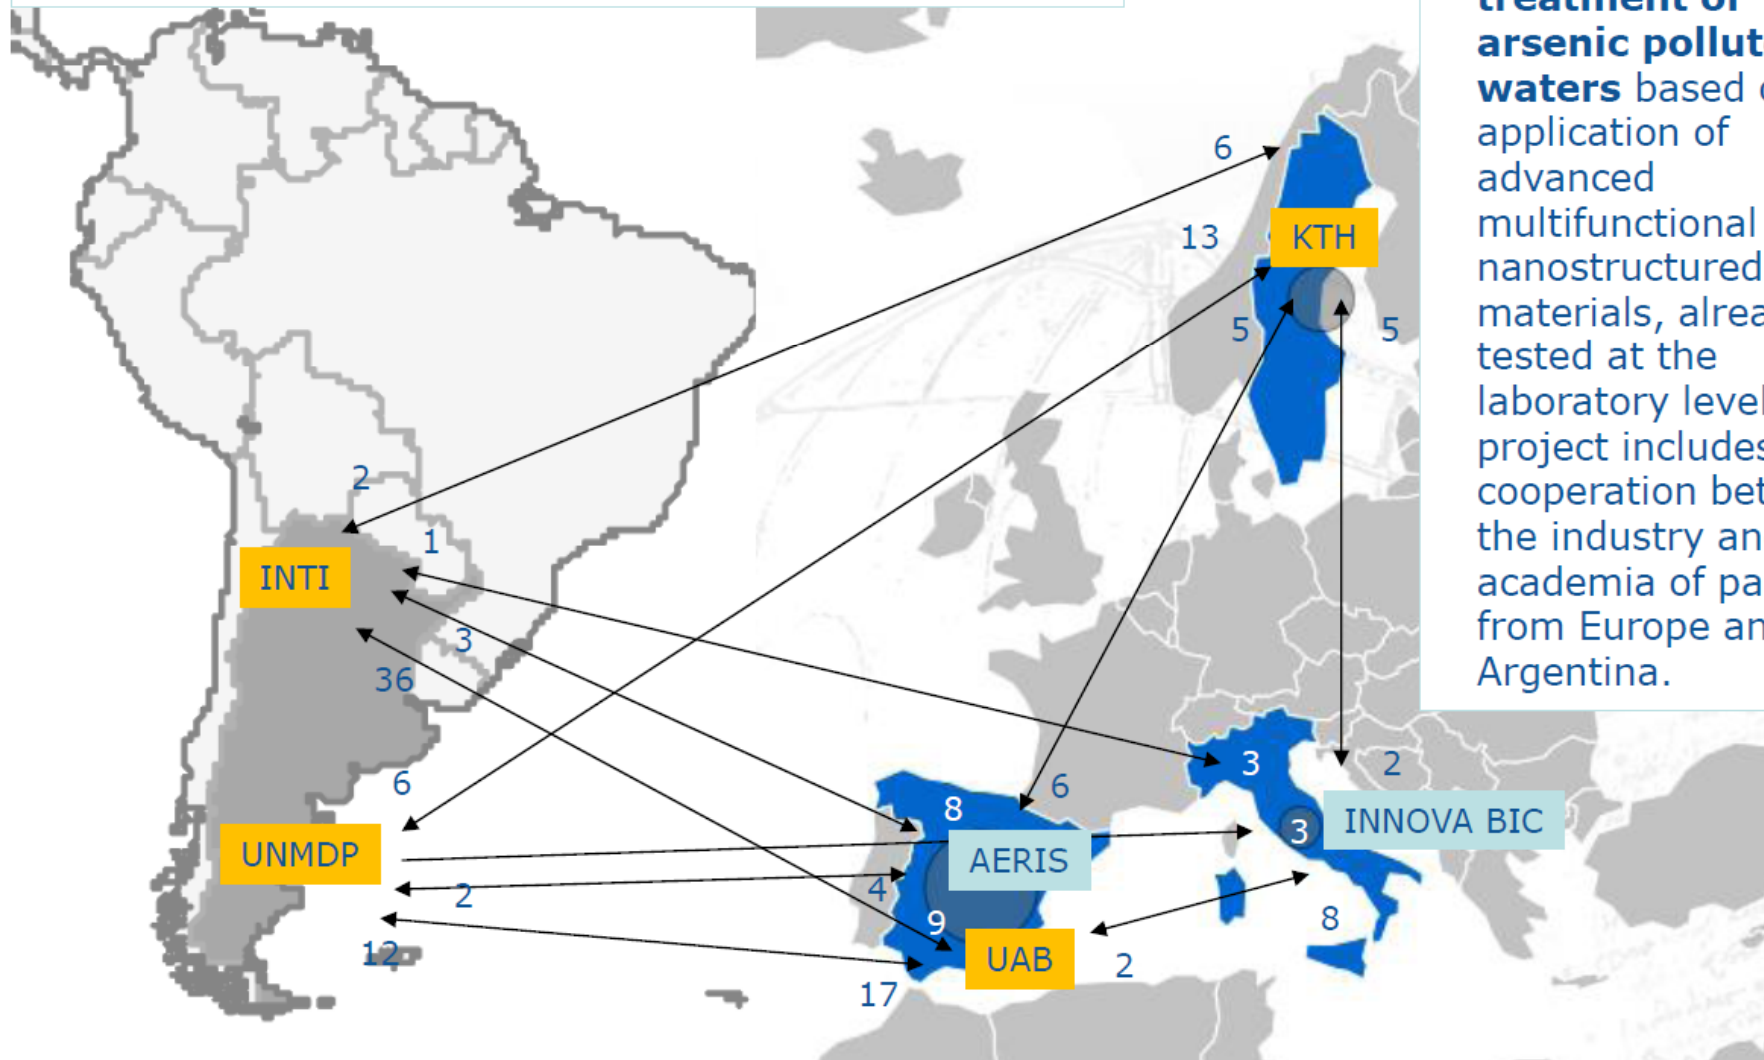 treatment of
arsenic pollut
waters based
application of
advanced
multifunctional
nanostructured
materials, alrea
tested at the
laboratory level
project includes
cooperation bet
the industry an
academia of pa
from Europe an
Argentina.
6
13
KTH
5
5
2
1
INTI
3
36
6
3
2
8
6
INNOVA BIC
3
UNMDP
AERIS
2
4
9
8
12
UAB
2
17